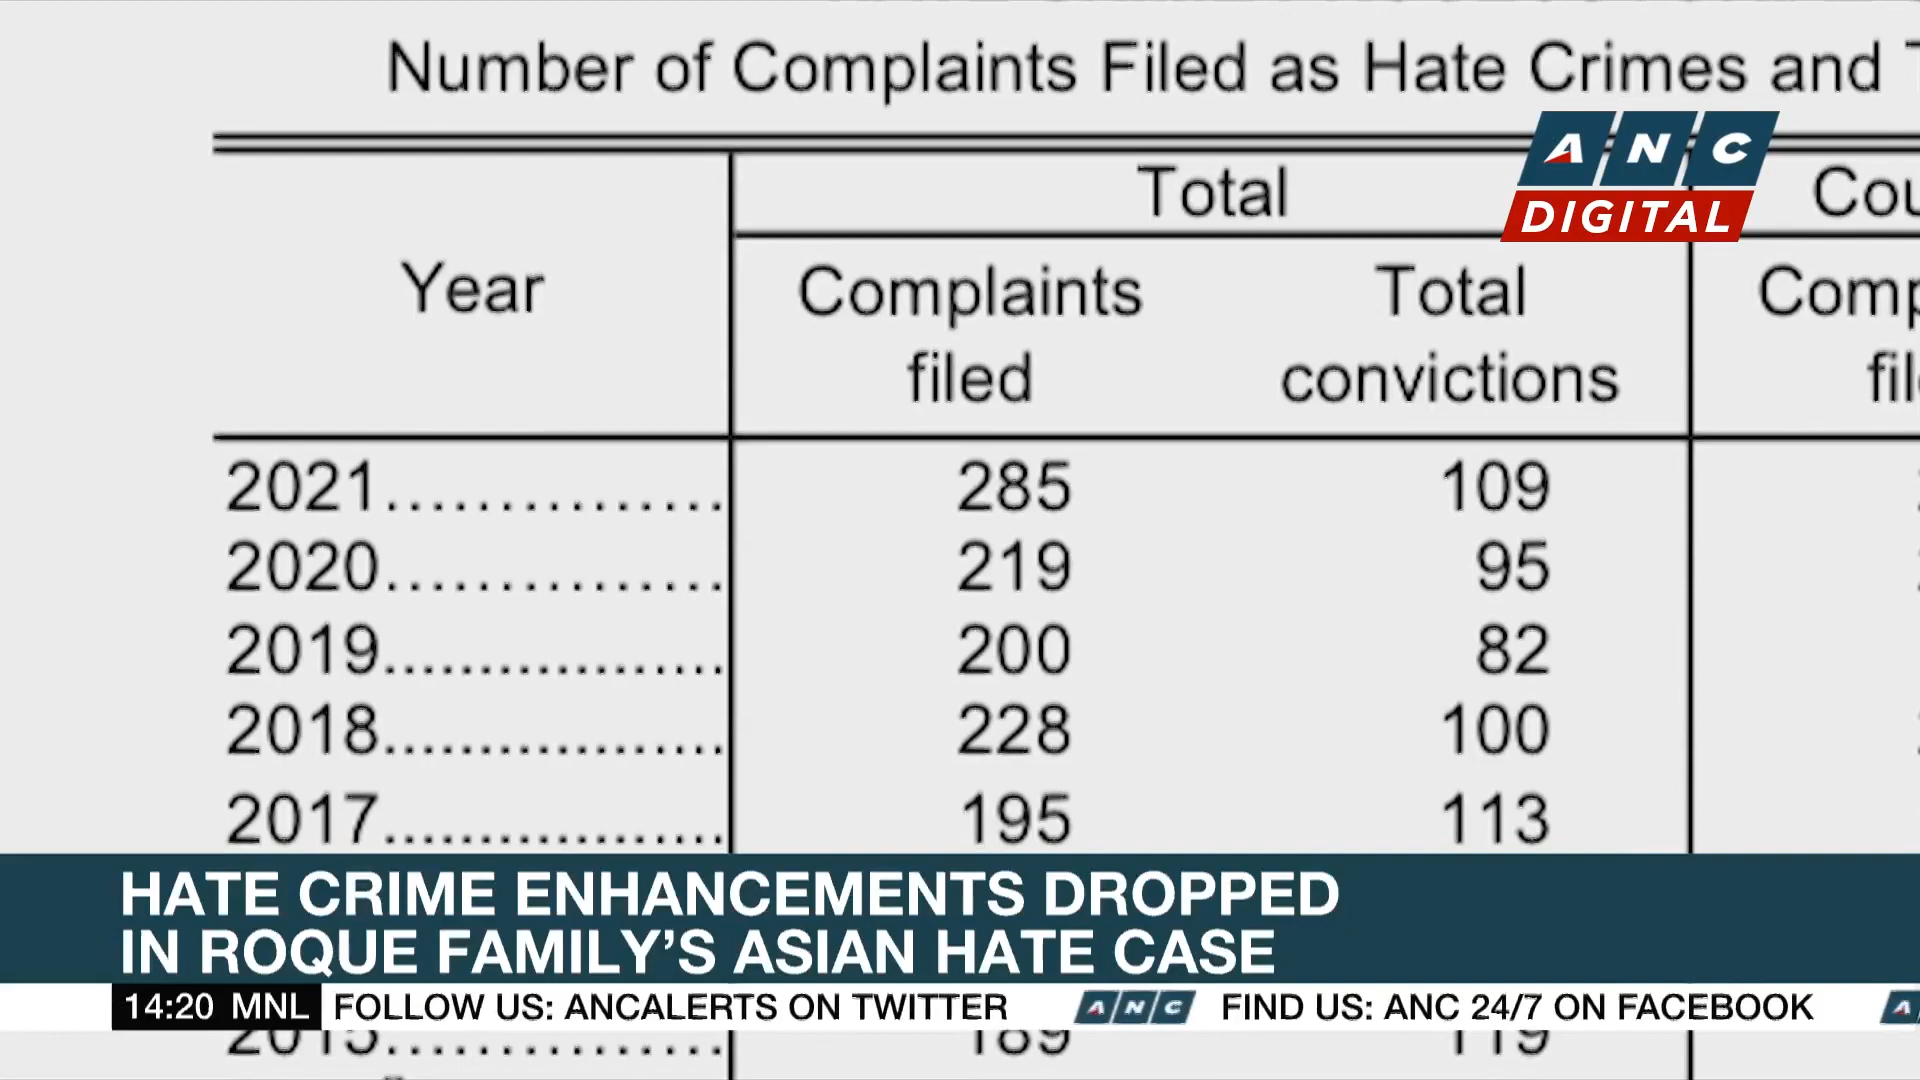 Number of Complaints Filed as Hate Crimes and
ANC
DIGITAL
Total
Year
Complaints
filed
Total
convictions
2021............... 285 109
2020............... 219 95
2019.................. 200 82
2018.................. 228 100
2017.................. 195 113
HATE CRIME ENHANCEMENTS DROPPED
IN ROQUE FAMILY'S ASIAN HATE CASE
14:20 MNL FOLLOW US: ANCALERTS ON TWITTER ANC FIND US: ANC 24/7 ON FACEBOOK
2015............... 189 119